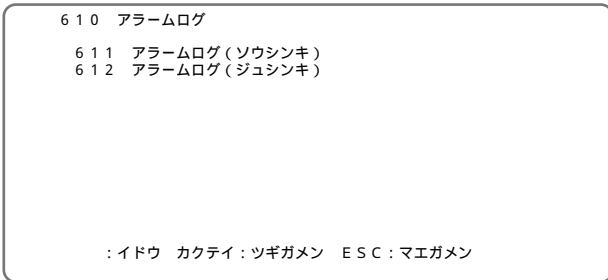 ６１０　アラームログ
６１１　アラームログ（ソウシンキ）
６１２　アラームログ（ジュシンキ）
：イドウ　カクテイ：ツギガメン　ＥＳＣ：マエガメン